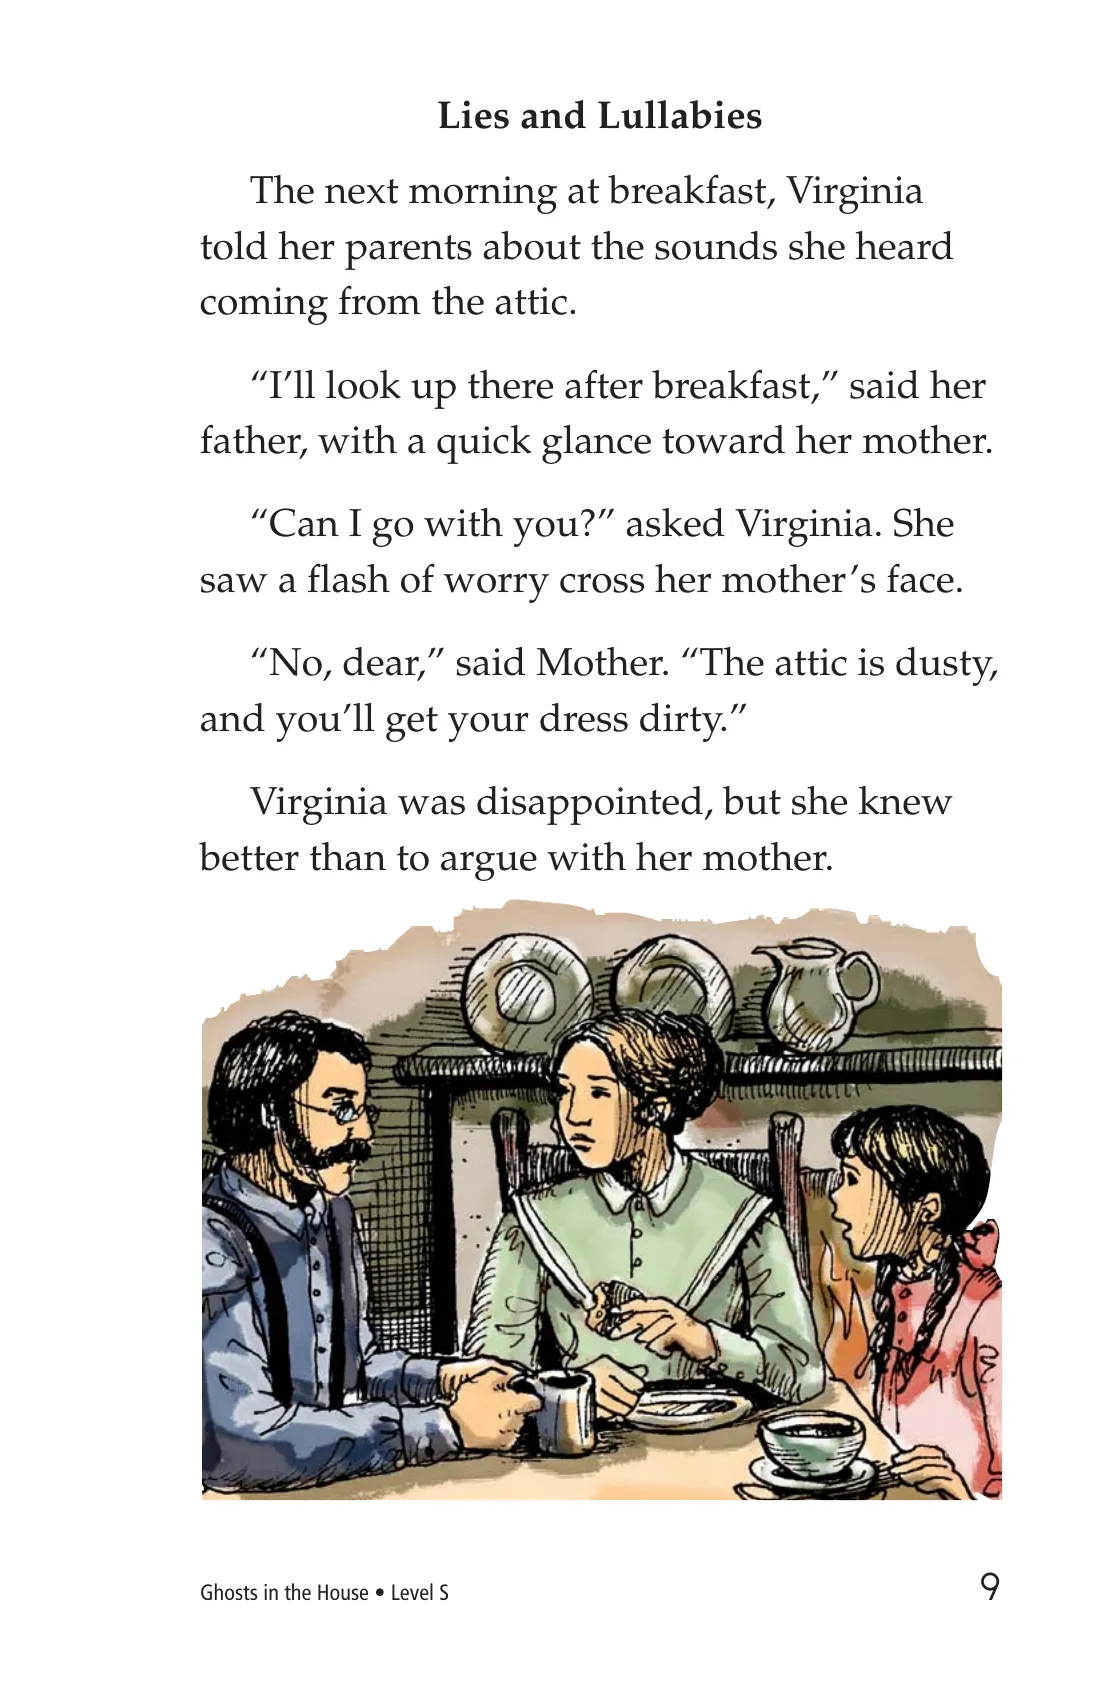 Lies and Lullabies
The next morning at breakfast, Virginia
told her parents about the sounds she heard
coming from the attic.
“I’ll look up there after breakfast,” said her
father, with a quick glance toward her mother.
“Can I go with you?” asked Virginia. She
saw a flash of worry cross her mother’s face.
“No, dear,” said Mother. “The attic is dusty,
and you’ll get your dress dirty.”
Virginia was disappointed, but she knew
better than to argue with her mother.
Ghosts in the House • Level S
9